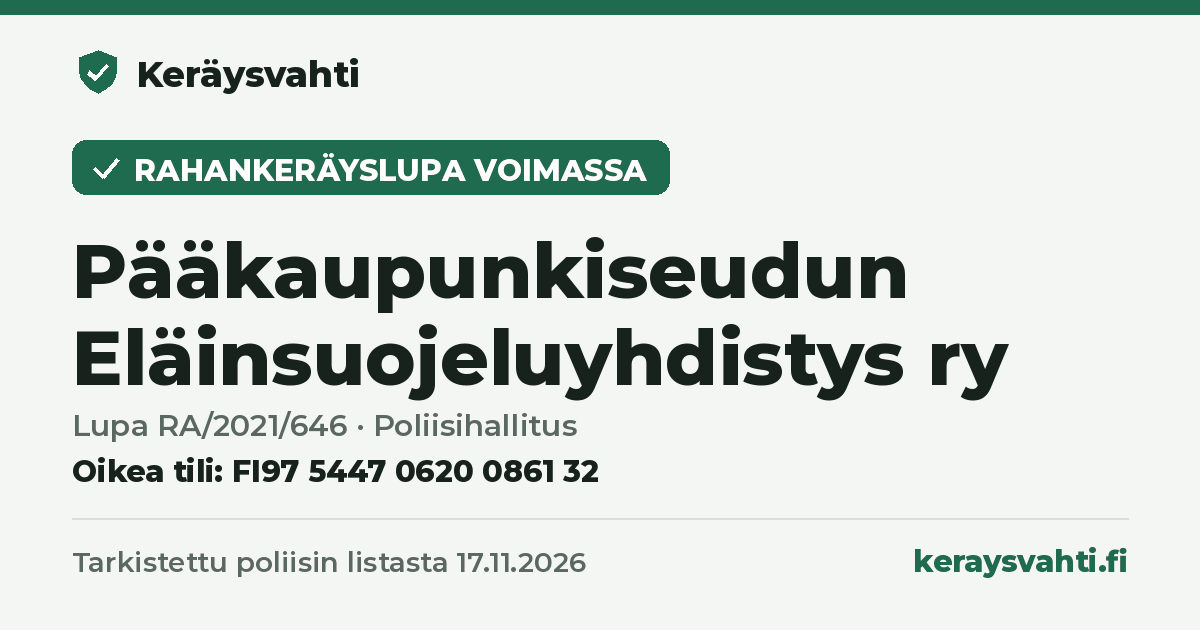 Keräysvahti
RAHANKERÄYSLUPA VOIMASSA
Pääkaupunkiseudun
Eläinsuojeluyhdistys ry
Lupa RA/2021/646 · Poliisihallitus
Oikea tili: FI97 5447 0620 0861 32
Tarkistettu poliisin listasta 17.11.2026
keraysvahti.fi